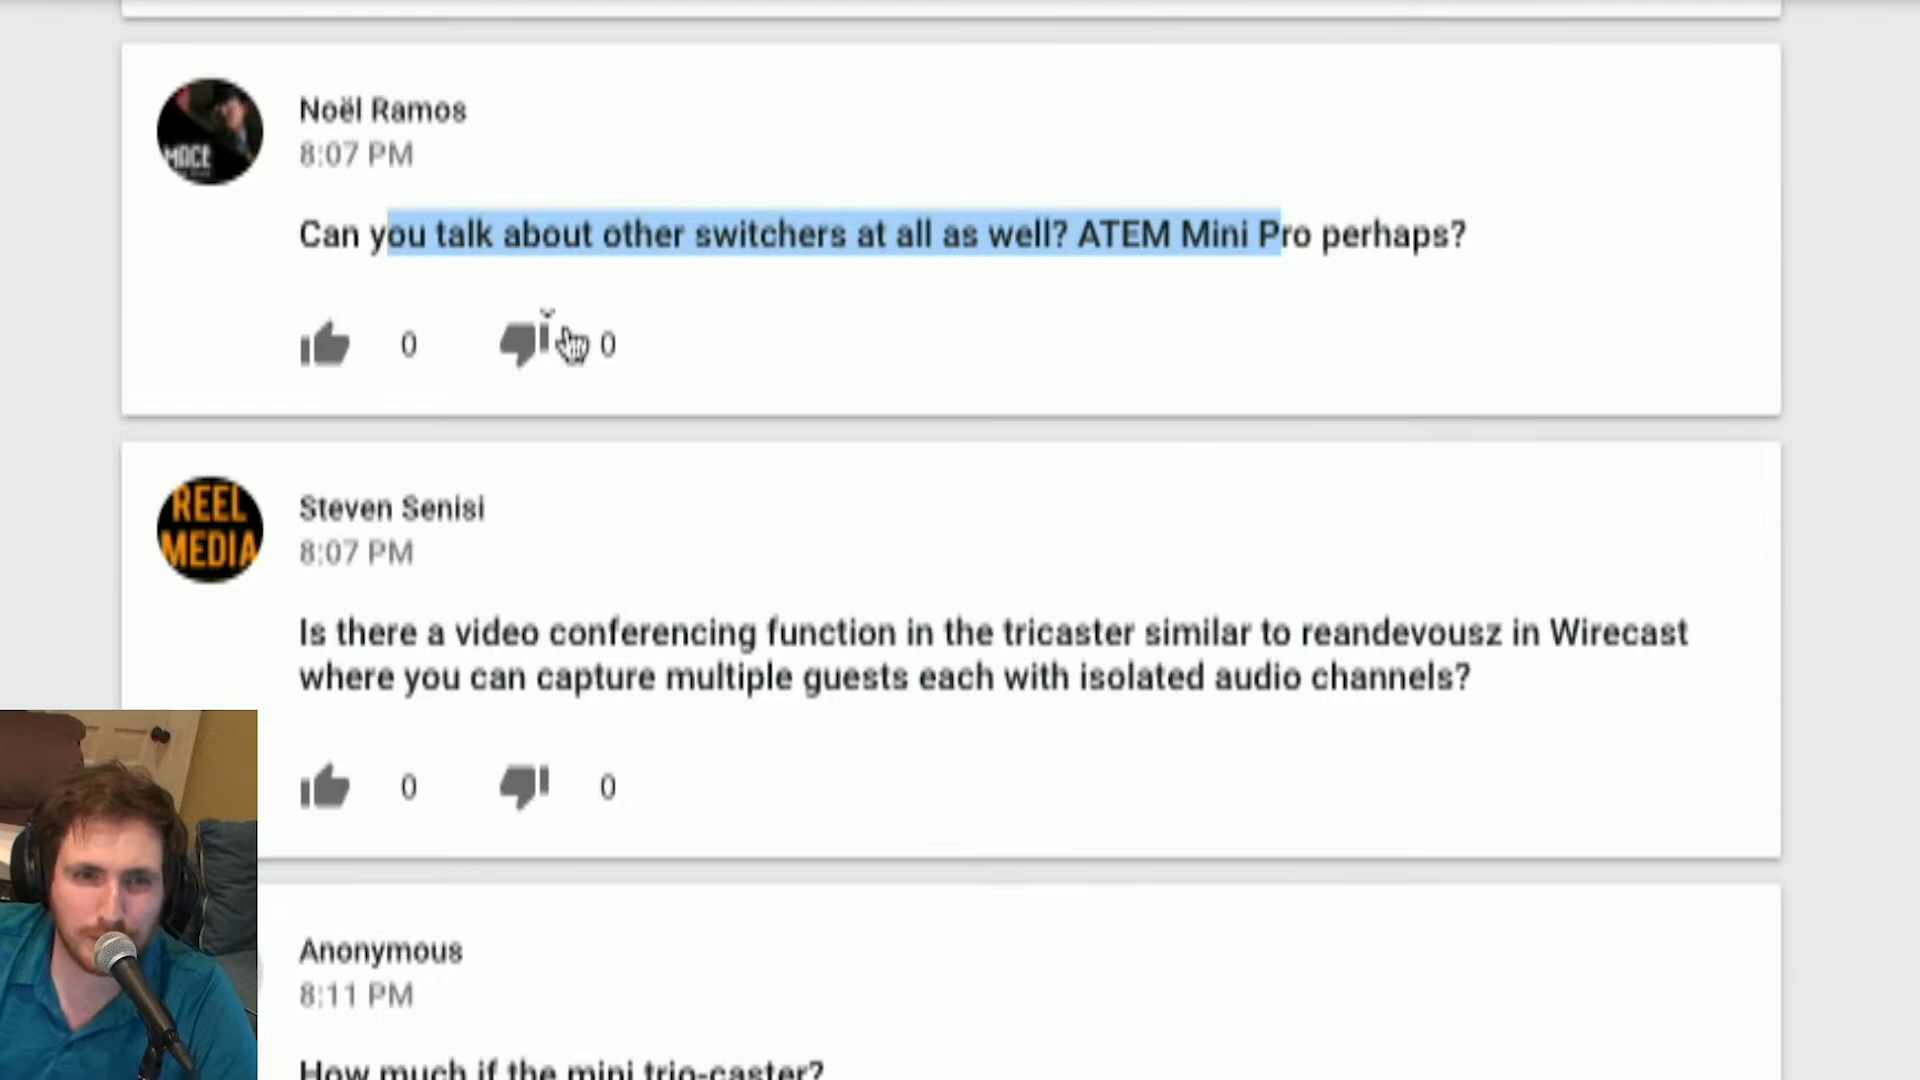 MACE
Noël Ramos
8:07 PM
Can you talk about other switchers at all as well? ATEM Mini Pro perhaps?
0 0
REEL
MEDIA
Steven Senisi
8:07 PM
Is there a video conferencing function in the tricaster similar to reandevousz in Wirecast
where you can capture multiple guests each with isolated audio channels?
0 0
Anonymous
8:11 PM
How much if the mini trio-caster?